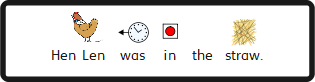 Hen Len was in the straw.